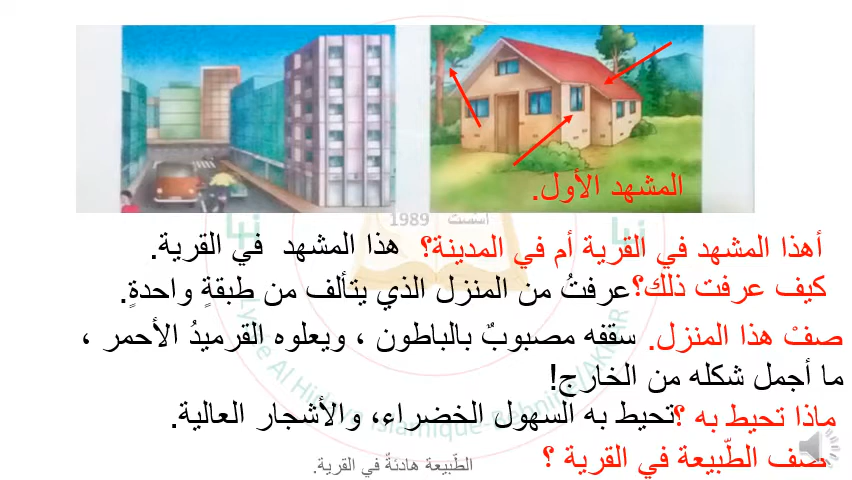 المشهد الأول.
أسست 1989
أهذا المشهد في القرية أم في المدينة؟ هذا المشهد في القرية.
كيف عرفت ذلك؟ عرفتُ من المنزل الذي يتألف من طبقةٍ واحدةٍ.
صفْ هذا المنزل. سقفه مصبوبٌ بالباطون ، ويعلوه القرميدُ الأحمر ،
ما أجمل شكله من الخارج!
ماذا تحيط به ؟ تحيط به السهول الخضراء، والأشجار العالية.
صف الطّبيعة في القرية ؟ الطّبيعة هادئةٌ في القرية.